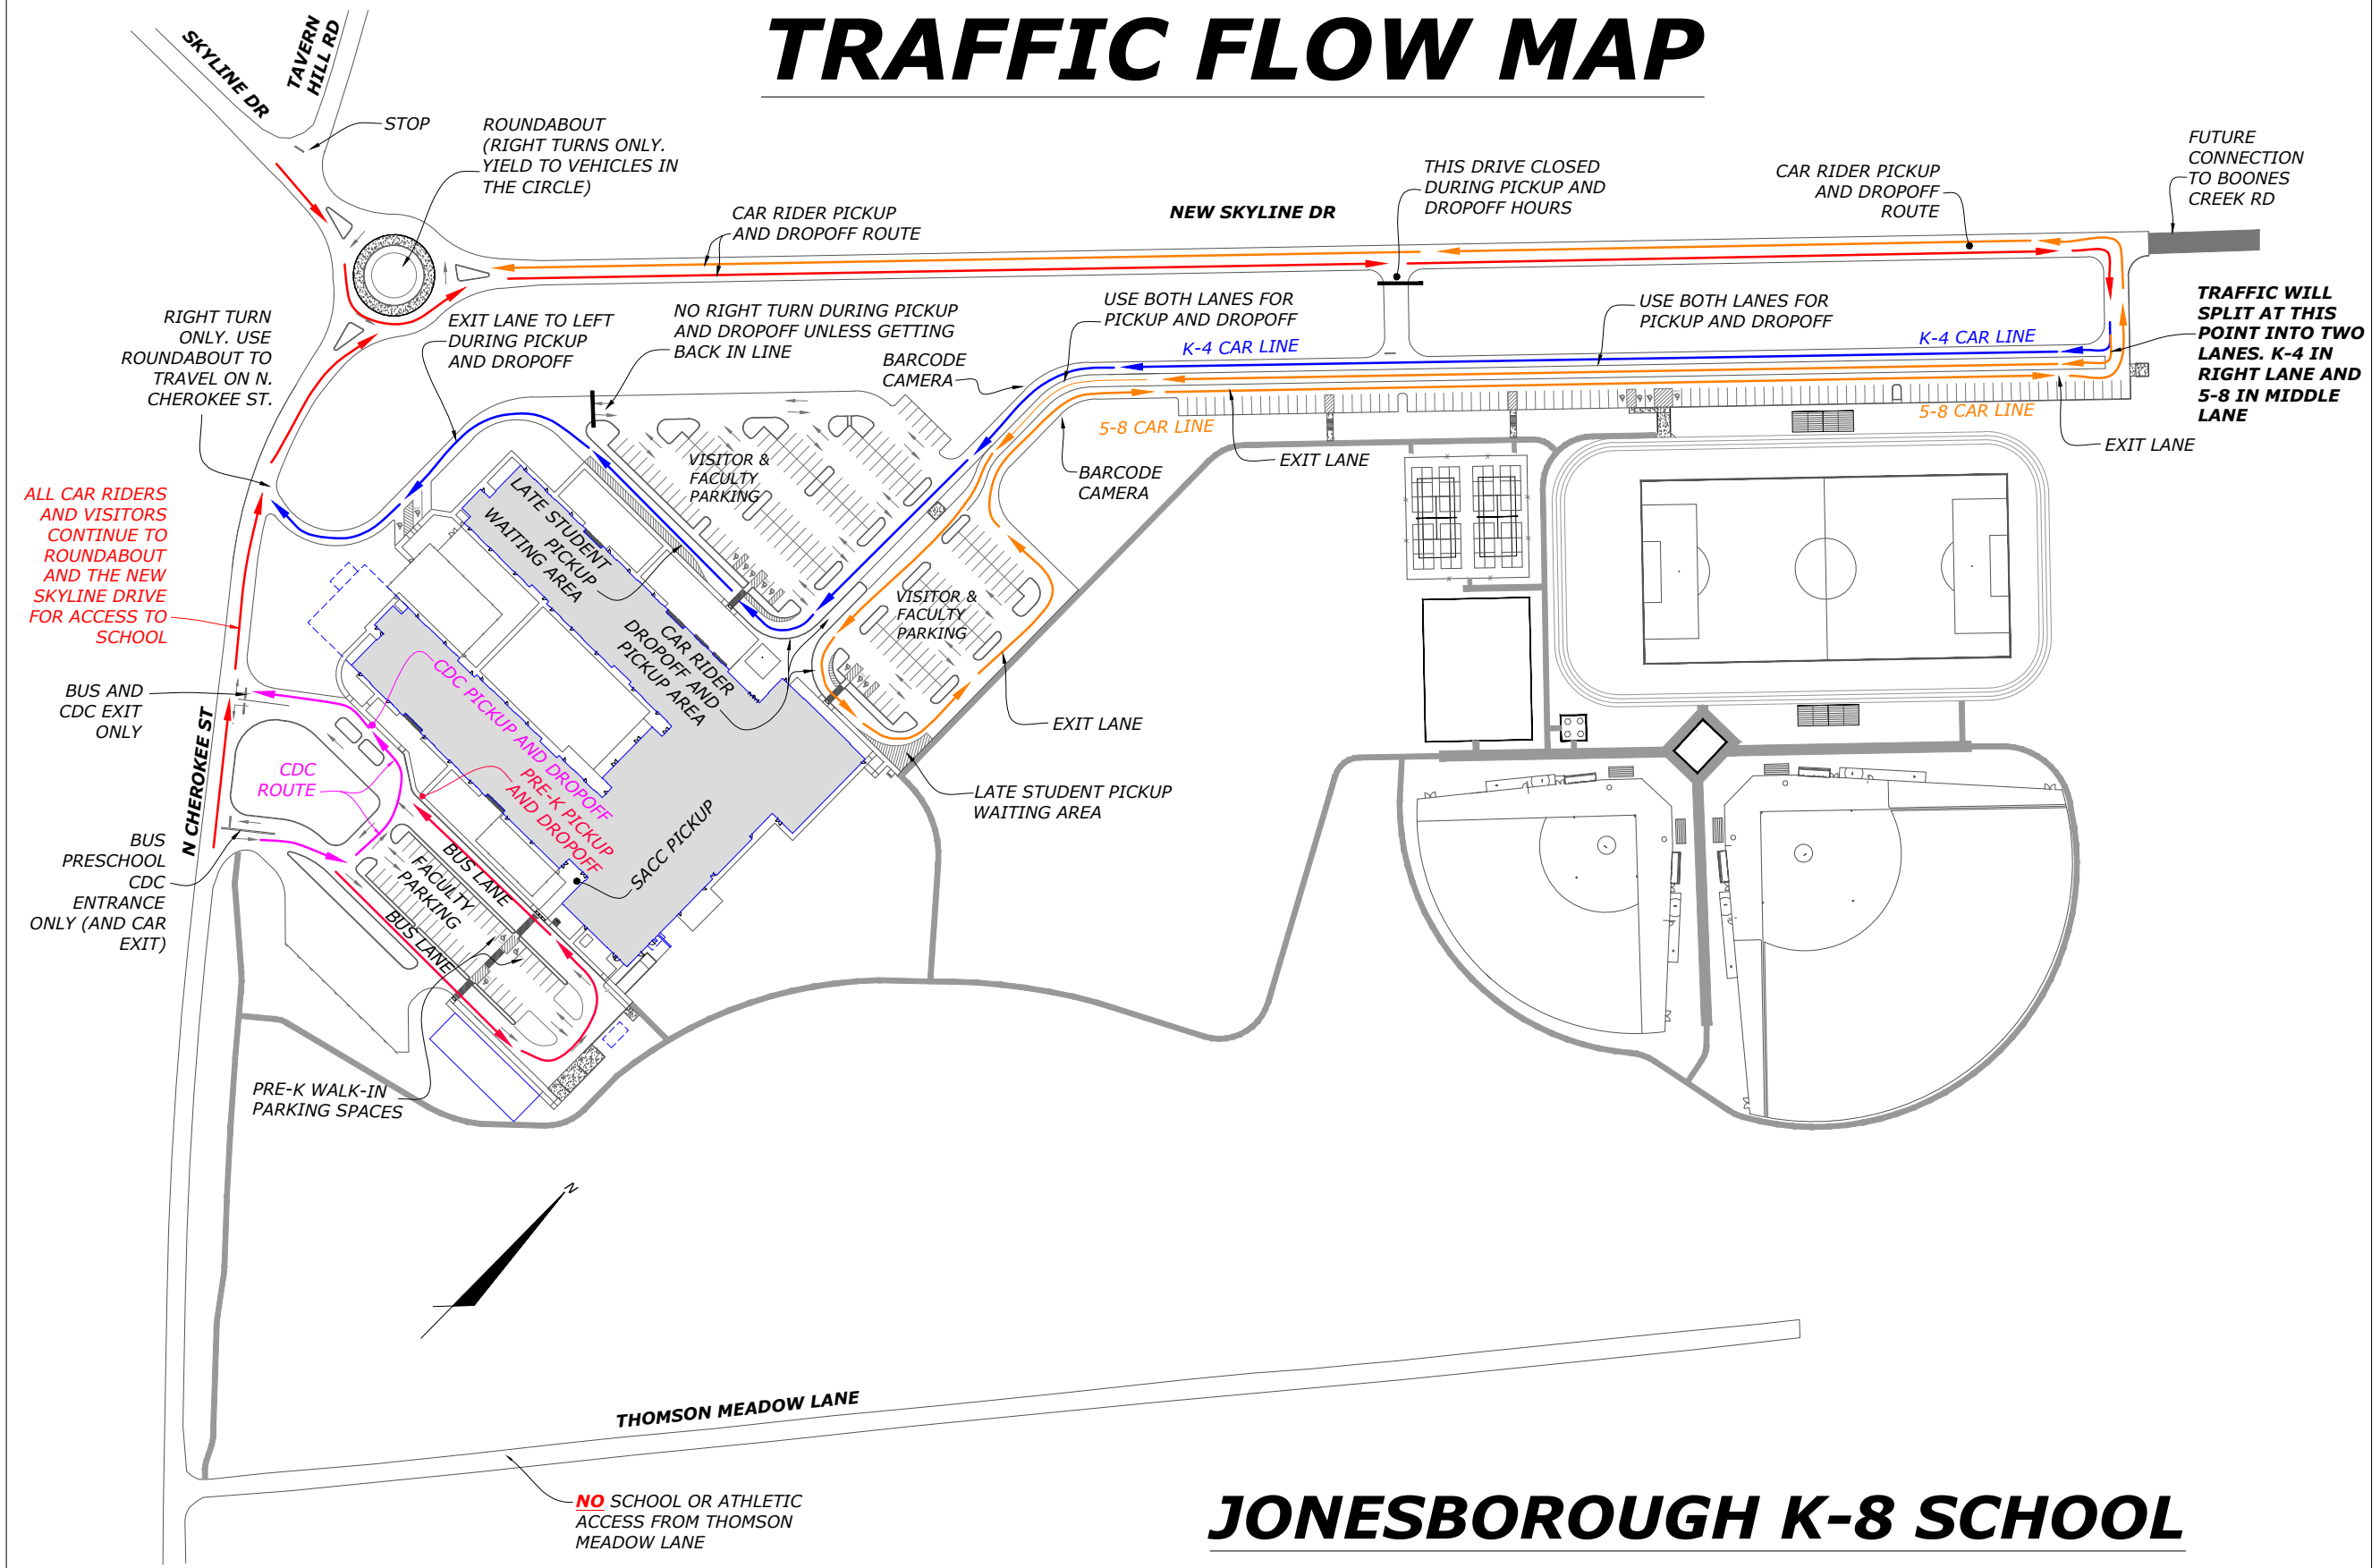 TRAFFIC FLOW MAP
SKYLINE DR
TAVERN
HILL RD
STOP
ROUNDABOUT
(RIGHT TURNS ONLY.
YIELD TO VEHICLES IN
THE CIRCLE)
CAR RIDER PICKUP
AND DROPOFF ROUTE
NEW SKYLINE DR
THIS DRIVE CLOSED
DURING PICKUP AND
DROPOFF HOURS
CAR RIDER PICKUP
AND DROPOFF
ROUTE
FUTURE
CONNECTION
TO BOONES
CREEK RD
RIGHT TURN
ONLY. USE
ROUNDABOUT TO
TRAVEL ON N.
CHEROKEE ST.
EXIT LANE TO LEFT
DURING PICKUP
AND DROPOFF
NO RIGHT TURN DURING PICKUP
AND DROPOFF UNLESS GETTING
BACK IN LINE
BARCODE
CAMERA
USE BOTH LANES FOR
PICKUP AND DROPOFF
K-4 CAR LINE
USE BOTH LANES FOR
PICKUP AND DROPOFF
K-4 CAR LINE
TRAFFIC WILL
SPLIT AT THIS
POINT INTO TWO
LANES. K-4 IN
RIGHT LANE AND
5-8 IN MIDDLE
LANE
5-8 CAR LINE
5-8 CAR LINE
EXIT LANE
EXIT LANE
BARCODE
CAMERA
VISITOR &
FACULTY
PARKING
LATE STUDENT
PICKUP
WAITING AREA
ALL CAR RIDERS
AND VISITORS
CONTINUE TO
ROUNDABOUT
AND THE NEW
SKYLINE DRIVE
FOR ACCESS TO
SCHOOL
VISITOR &
FACULTY
PARKING
CAR RIDER
DROPOFF AND
PICKUP AREA
CDC PICKUP AND DROPOFF
PRE-K PICKUP
AND DROPOFF
BUS AND
CDC EXIT
ONLY
N CHEROKEE ST
CDC
ROUTE
EXIT LANE
LATE STUDENT PICKUP
WAITING AREA
SACC PICKUP
BUS
PRESCHOOL
CDC
ENTRANCE
ONLY (AND CAR
EXIT)
BUS LANE
FACULTY
PARKING
BUS LANE
PRE-K WALK-IN
PARKING SPACES
N
THOMSON MEADOW LANE
NO SCHOOL OR ATHLETIC
ACCESS FROM THOMSON
MEADOW LANE
JONESBOROUGH K-8 SCHOOL